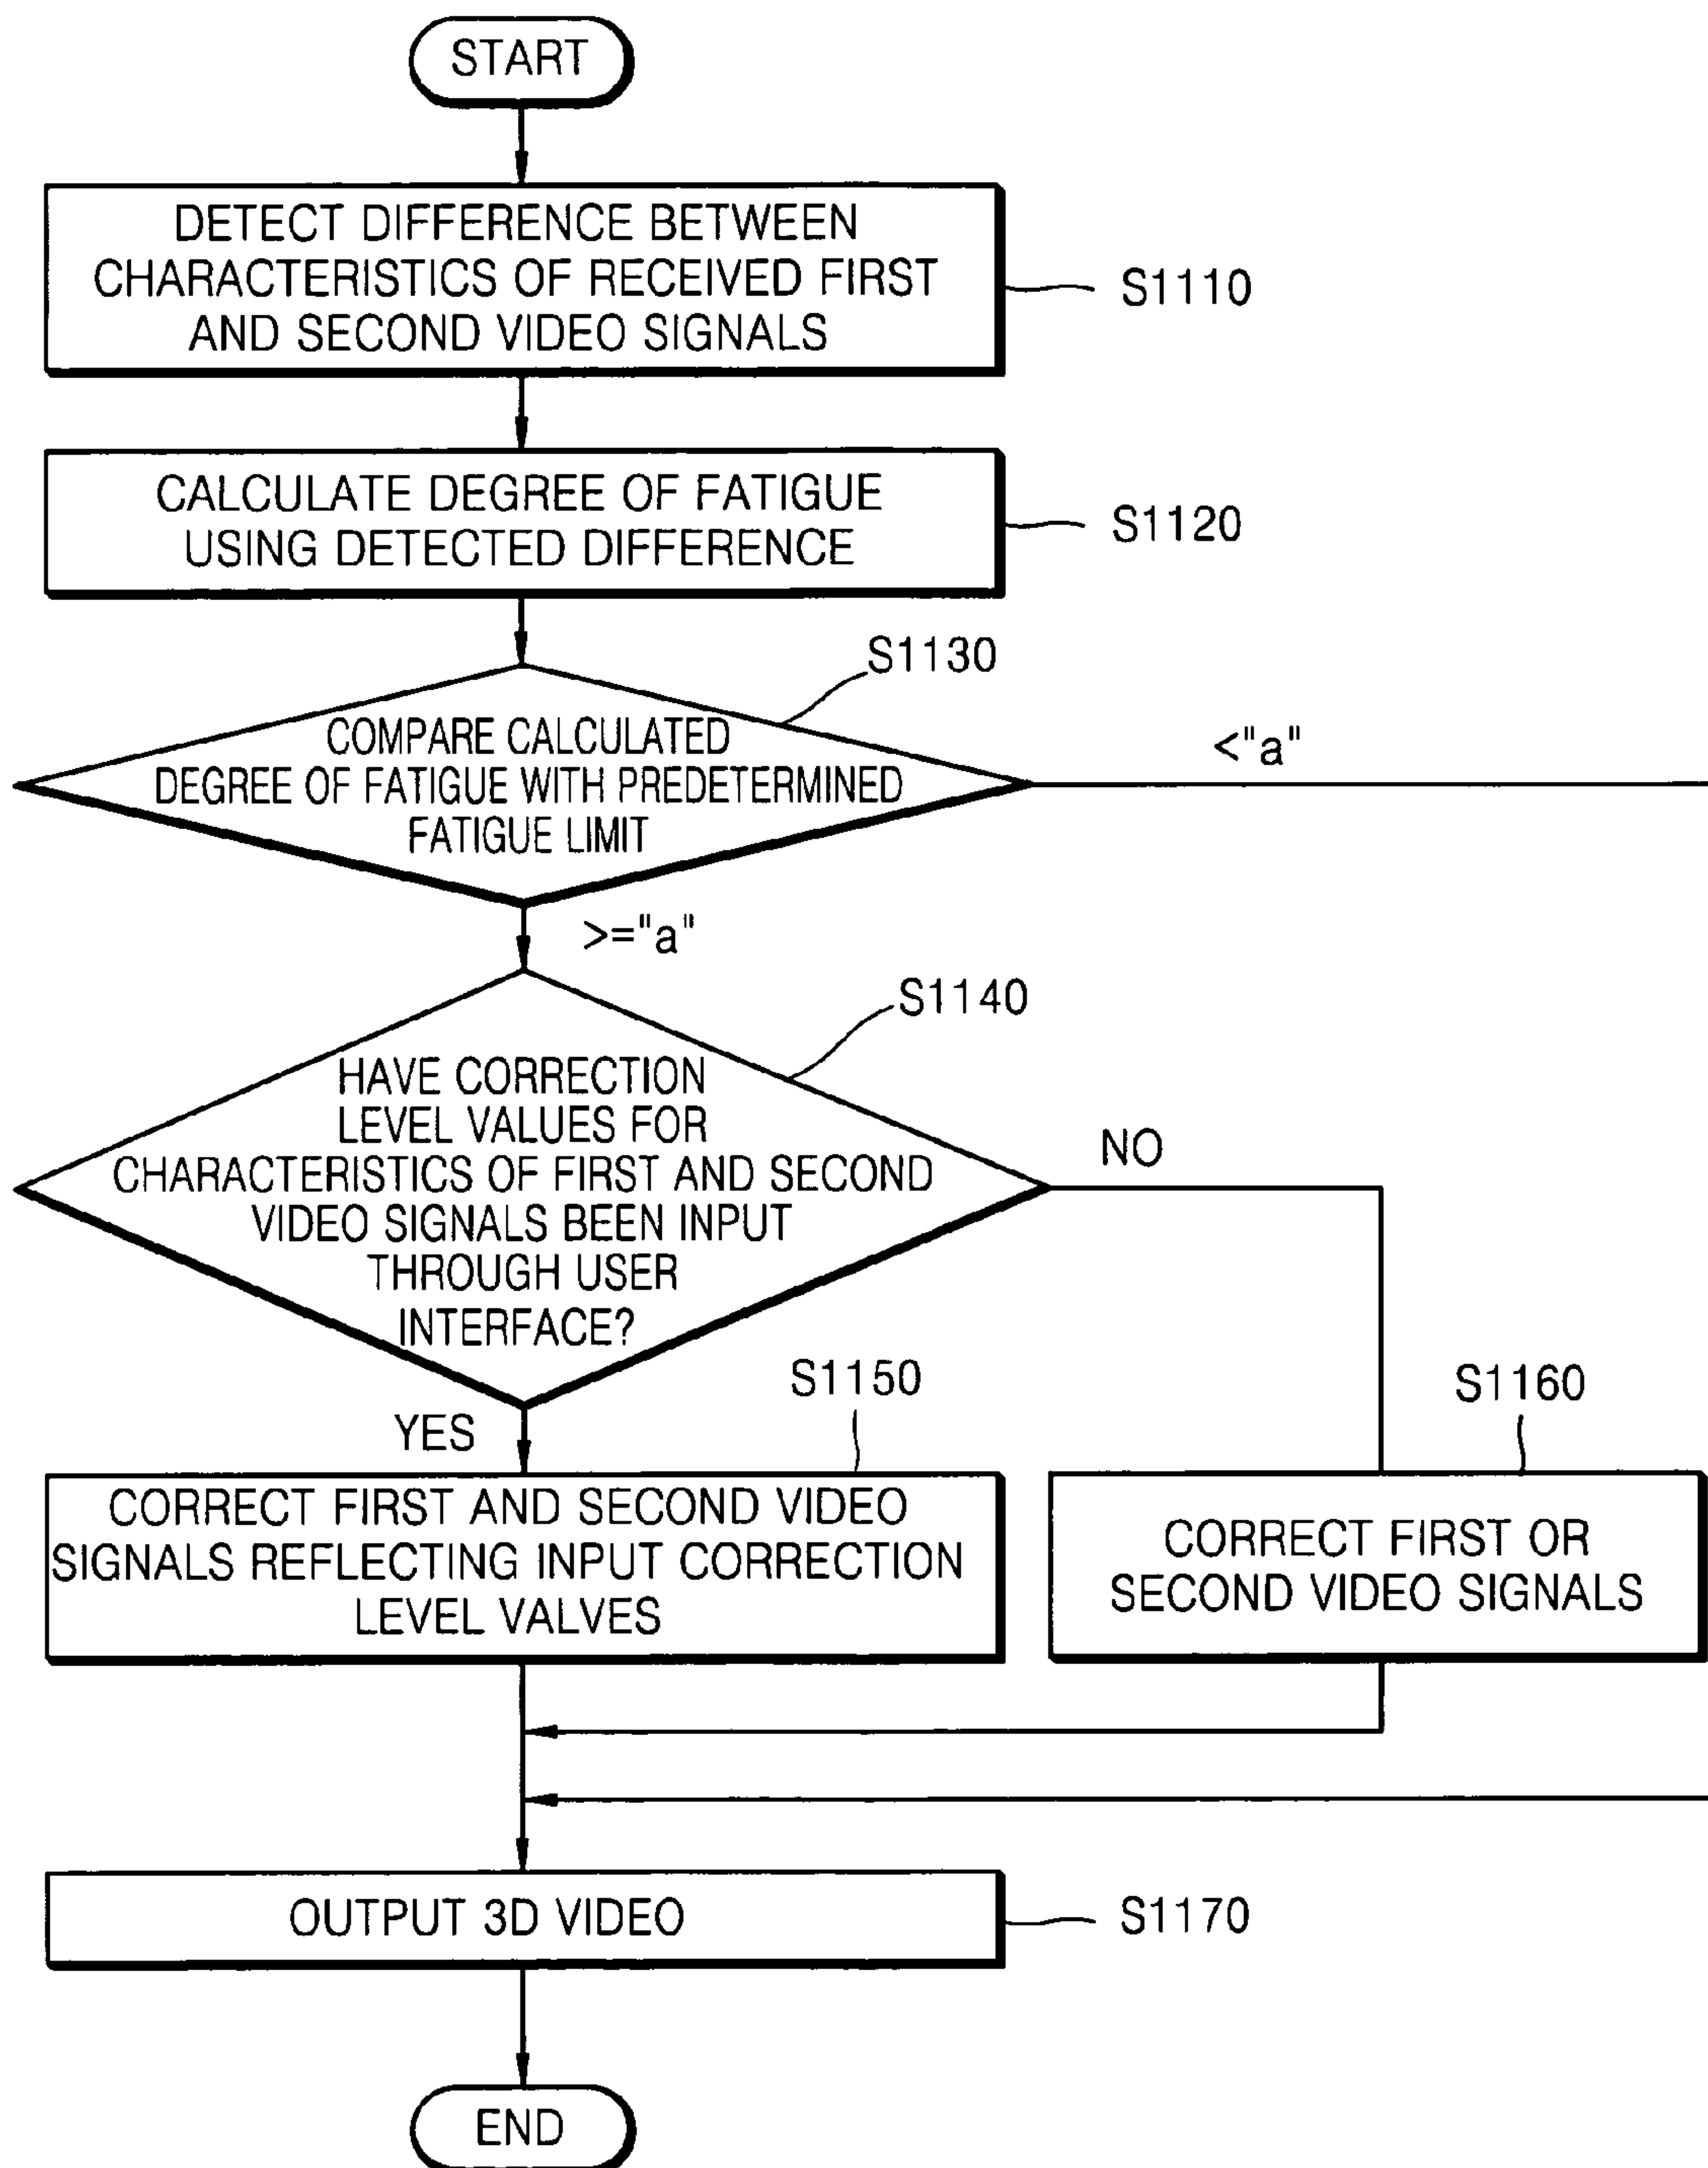 START
DETECT DIFFERENCE BETWEEN
CHARACTERISTICS OF RECEIVED FIRST
AND SECOND VIDEO SIGNALS
S1110
CALCULATE DEGREE OF FATIGUE
USING DETECTED DIFFERENCE
S1120
S1130
COMPARE CALCULATED
DEGREE OF FATIGUE WITH PREDETERMINED
FATIGUE LIMIT
<"a"
>="a"
S1140
HAVE CORRECTION
LEVEL VALUES FOR
CHARACTERISTICS OF FIRST AND SECOND
VIDEO SIGNALS BEEN INPUT
THROUGH USER
INTERFACE?
NO
YES
S1150
CORRECT FIRST AND SECOND VIDEO
SIGNALS REFLECTING INPUT CORRECTION
LEVEL VALVES
S1160
CORRECT FIRST OR
SECOND VIDEO SIGNALS
OUTPUT 3D VIDEO
S1170
END